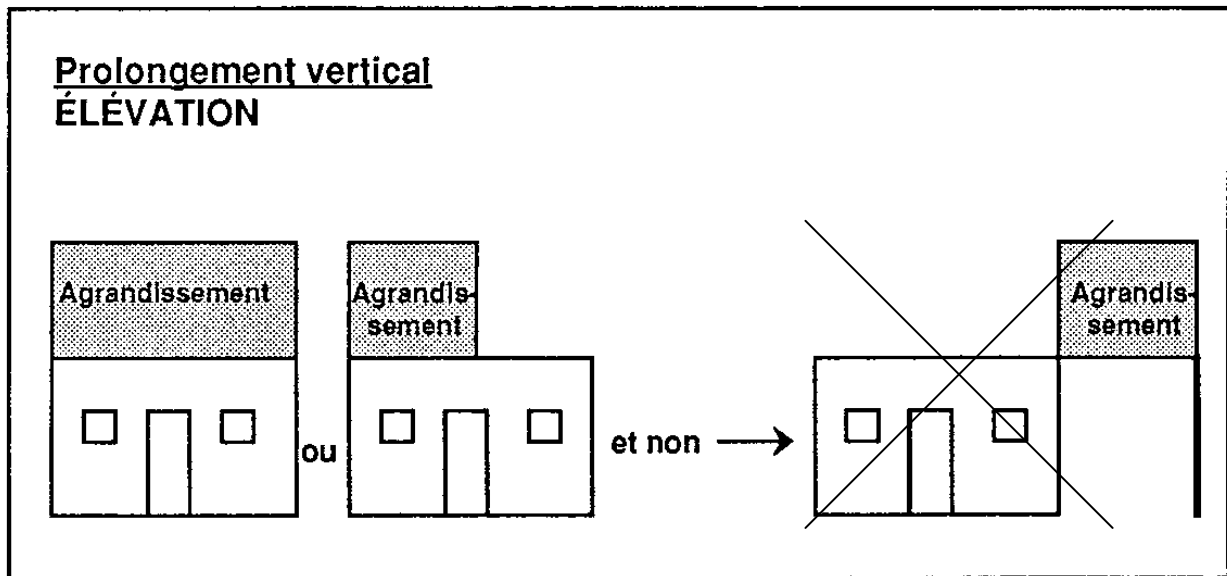 Prolongement vertical
ÉLÉVATION
Agrandissement
ou
Agrandis-
sement
et non
Agrandis-
sement